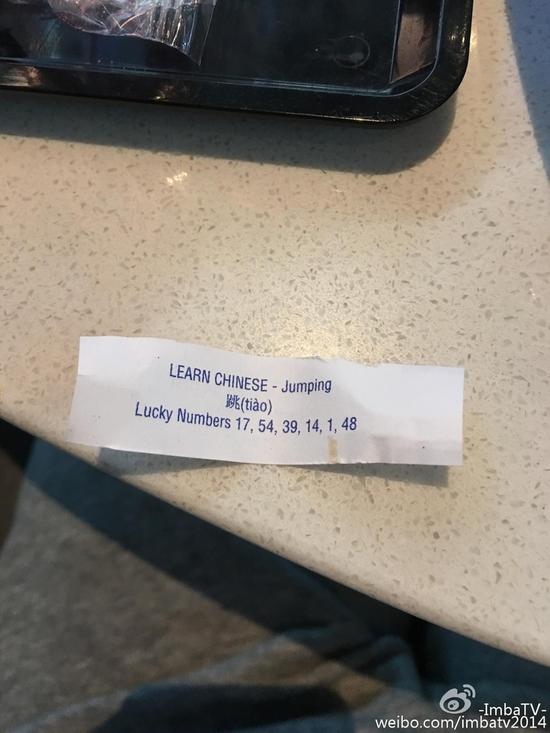 LEARN CHINESE - Jumping
跳(tiào)
Lucky Numbers 17, 54, 39, 14, 1, 48
-ImbaTV-
weibo.com/imbatv2014